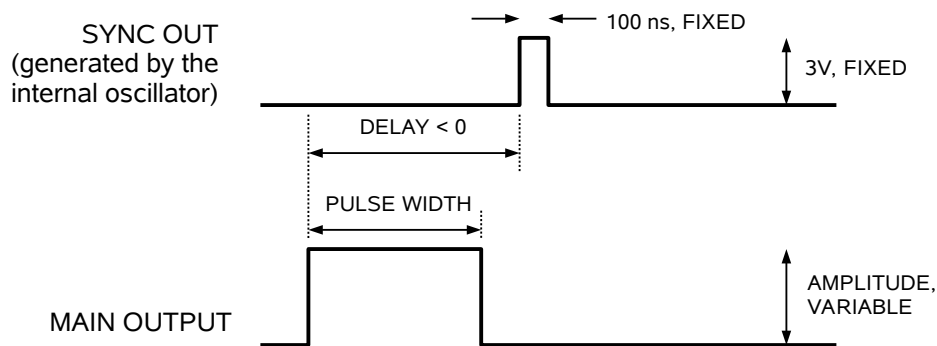 SYNC OUT
(generated by the
internal oscillator)
100 ns, FIXED
3V, FIXED
DELAY < 0
PULSE WIDTH
AMPLITUDE,
VARIABLE
MAIN OUTPUT